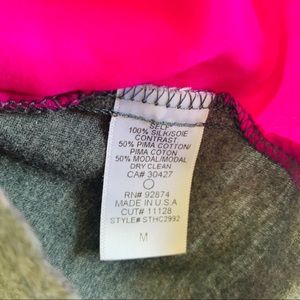 SELF
100% SILK/SOIE
CONTRAST
50% PIMA COTTON/
PIMA COTON
50% MODAL/MODAL
DRY CLEAN
CA# 30427
RN# 92874
MADE IN U.S.A
CUT# 11128
STYLE# STHC2992
M